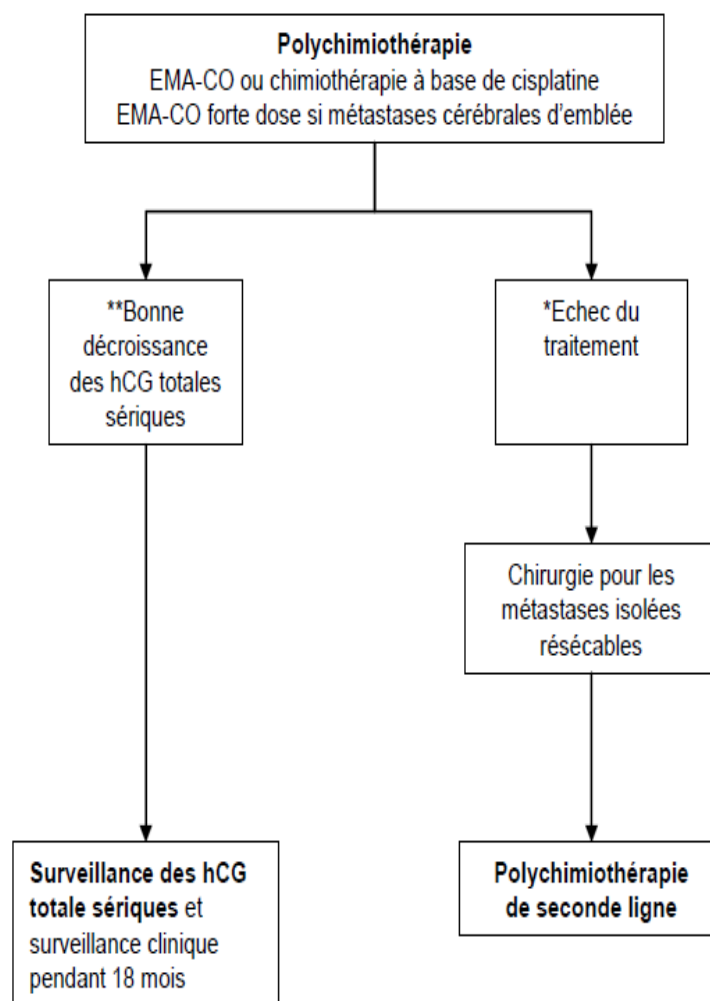 Polychimiothérapie
EMA-CO ou chimiothérapie à base de cisplatine
EMA-CO forte dose si métastases cérébrales d'emblée
**Bonne
décroissance
des hCG totales
sériques
*Echec du
traitement
Chirurgie pour les
métastases isolées
résécables
Surveillance des hCG
totale sériques et
surveillance clinique
pendant 18 mois
Polychimiothérapie
de seconde ligne